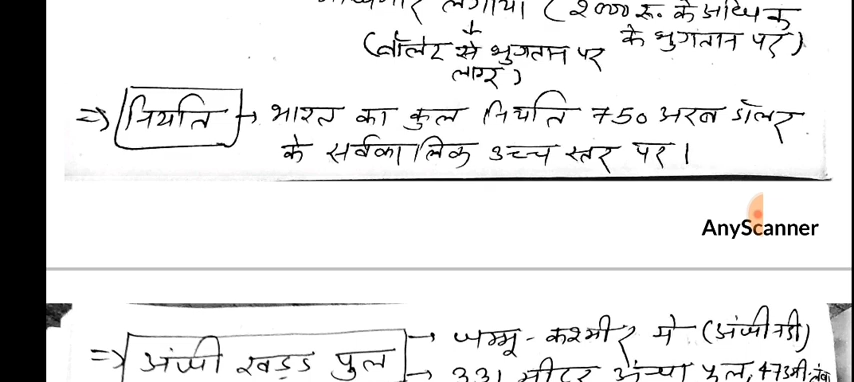 लगाया (2000 रु. के अधिक
(वॉलेट से भुगतान पर के भुगतान पर)
लागू)
=> निर्यात → भारत का कुल निर्यात 750 अरब डॉलर
के सर्वकालिक उच्च स्तर पर।
AnyScanner
=> अंजी खड्ड पुल → जम्मू-कश्मीर मे (अंजी नदी)
→ 331 मीटर ऊंचा पुल, 473मी.